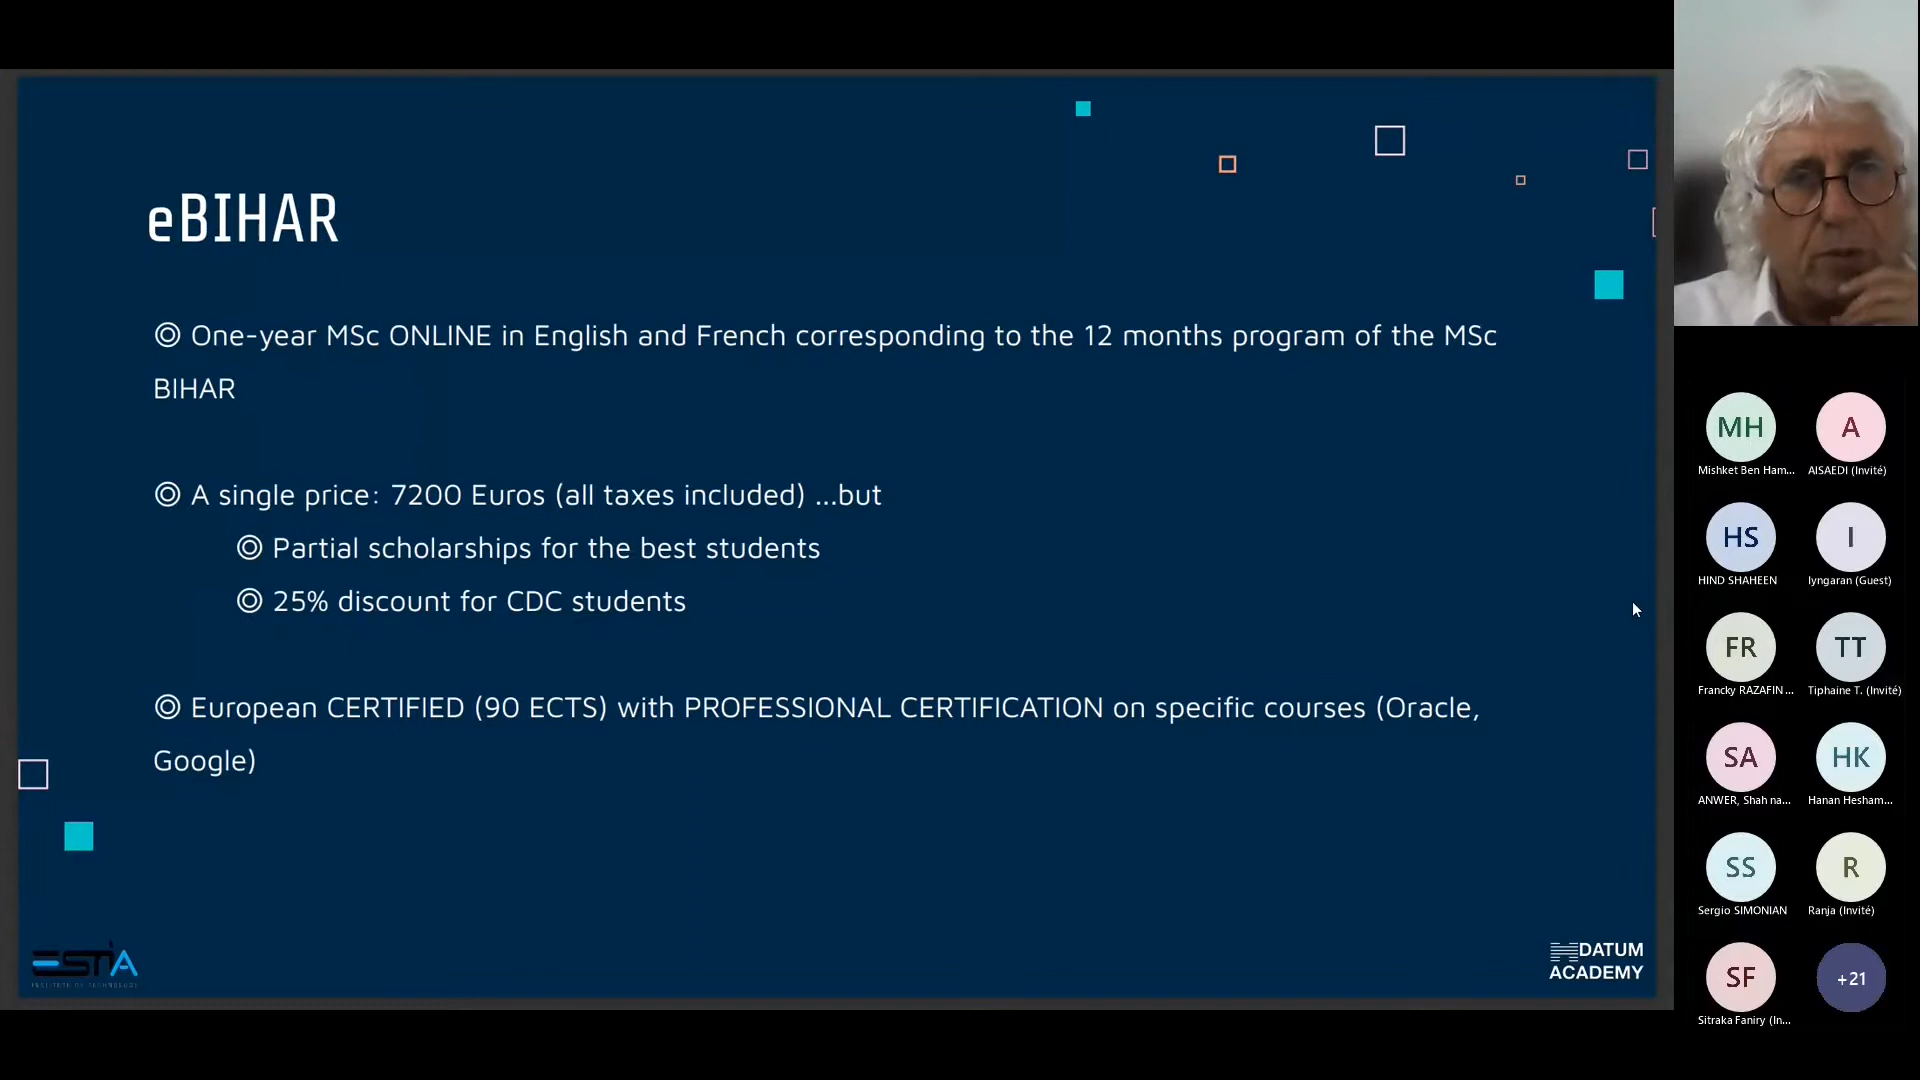 eBIHAR
One-year MSc ONLINE in English and French corresponding to the 12 months program of the MSc
BIHAR
A single price: 7200 Euros (all taxes included) ...but
Partial scholarships for the best students
25% discount for CDC students
European CERTIFIED (90 ECTS) with PROFESSIONAL CERTIFICATION on specific courses (Oracle,
Google)
ESTIA
INSTITUTE OF TECHNOLOGY
DATUM
ACADEMY
MH
Mishket Ben Ham...
A
AISAEDI (Invité)
HS
HIND SHAHEEN
I
Iyngaran (Guest)
FR
Francky RAZAFIN...
TT
Tiphaine T. (Invité)
SA
ANWER, Shah na...
HK
Hanan Hesham...
SS
Sergio SIMONIAN
R
Ranja (Invité)
SF
Sitraka Faniry (In...
+21